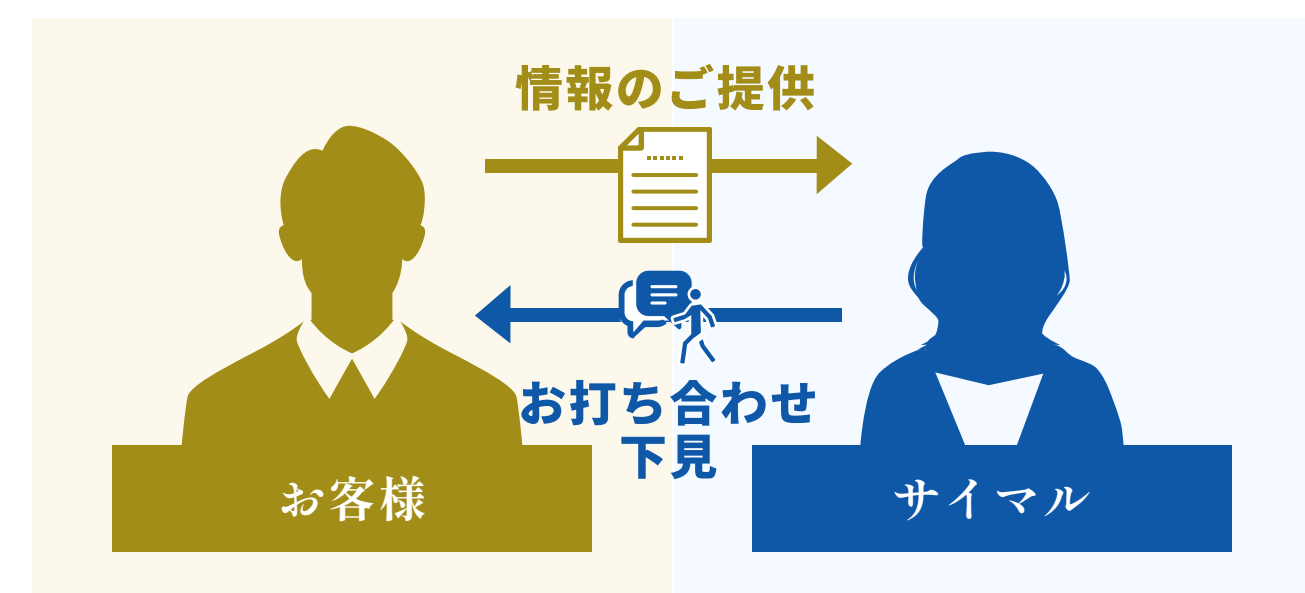 情報のご提供
お打ち合わせ
下見
お客様
サイマル